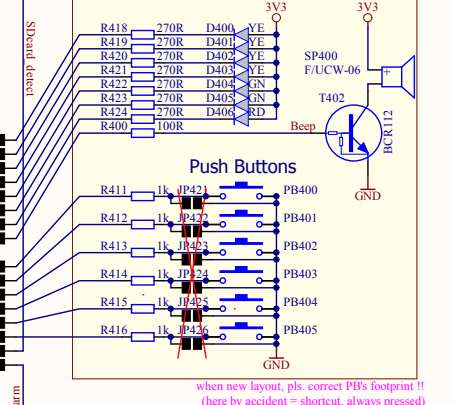 3V3 3V3
R418 270R D400 YE
R419 270R D401 YE
R420 270R D402 YE
R421 270R D403 YE
R422 270R D404 GN
R423 270R D405 GN
R424 270R D406 RD
R400 100R Beep
SP400
F/UCW-06
T402
BCR112
GND
SDcard_detect
Push Buttons
R411 1k JP421 PB400
R412 1k JP422 PB401
R413 1k JP423 PB402
R414 1k JP424 PB403
R415 1k JP425 PB404
R416 1k JP426 PB405
GND
when new layout, pls. correct PB's footprint !!
(here by accident = shortcut, always pressed)